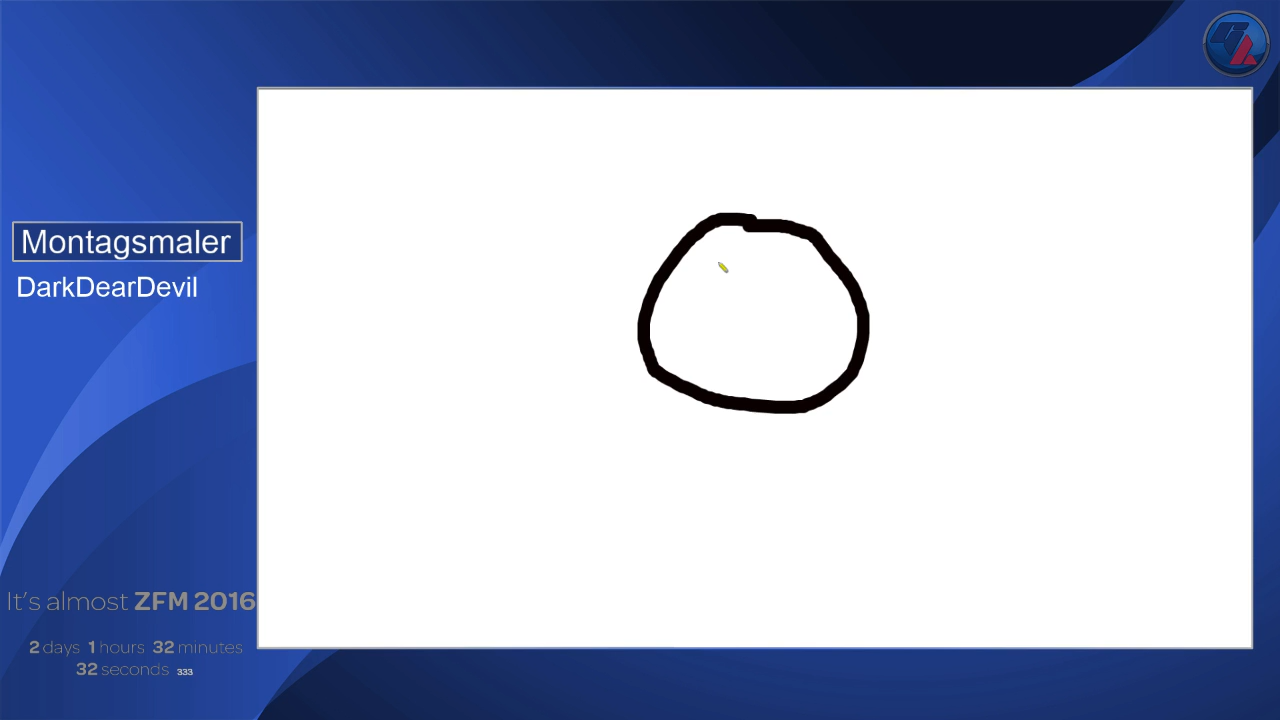 Montagsmaler
DarkDearDevil
It's almost ZFM 2016
2 days 1 hours 32 minutes
32 seconds 333